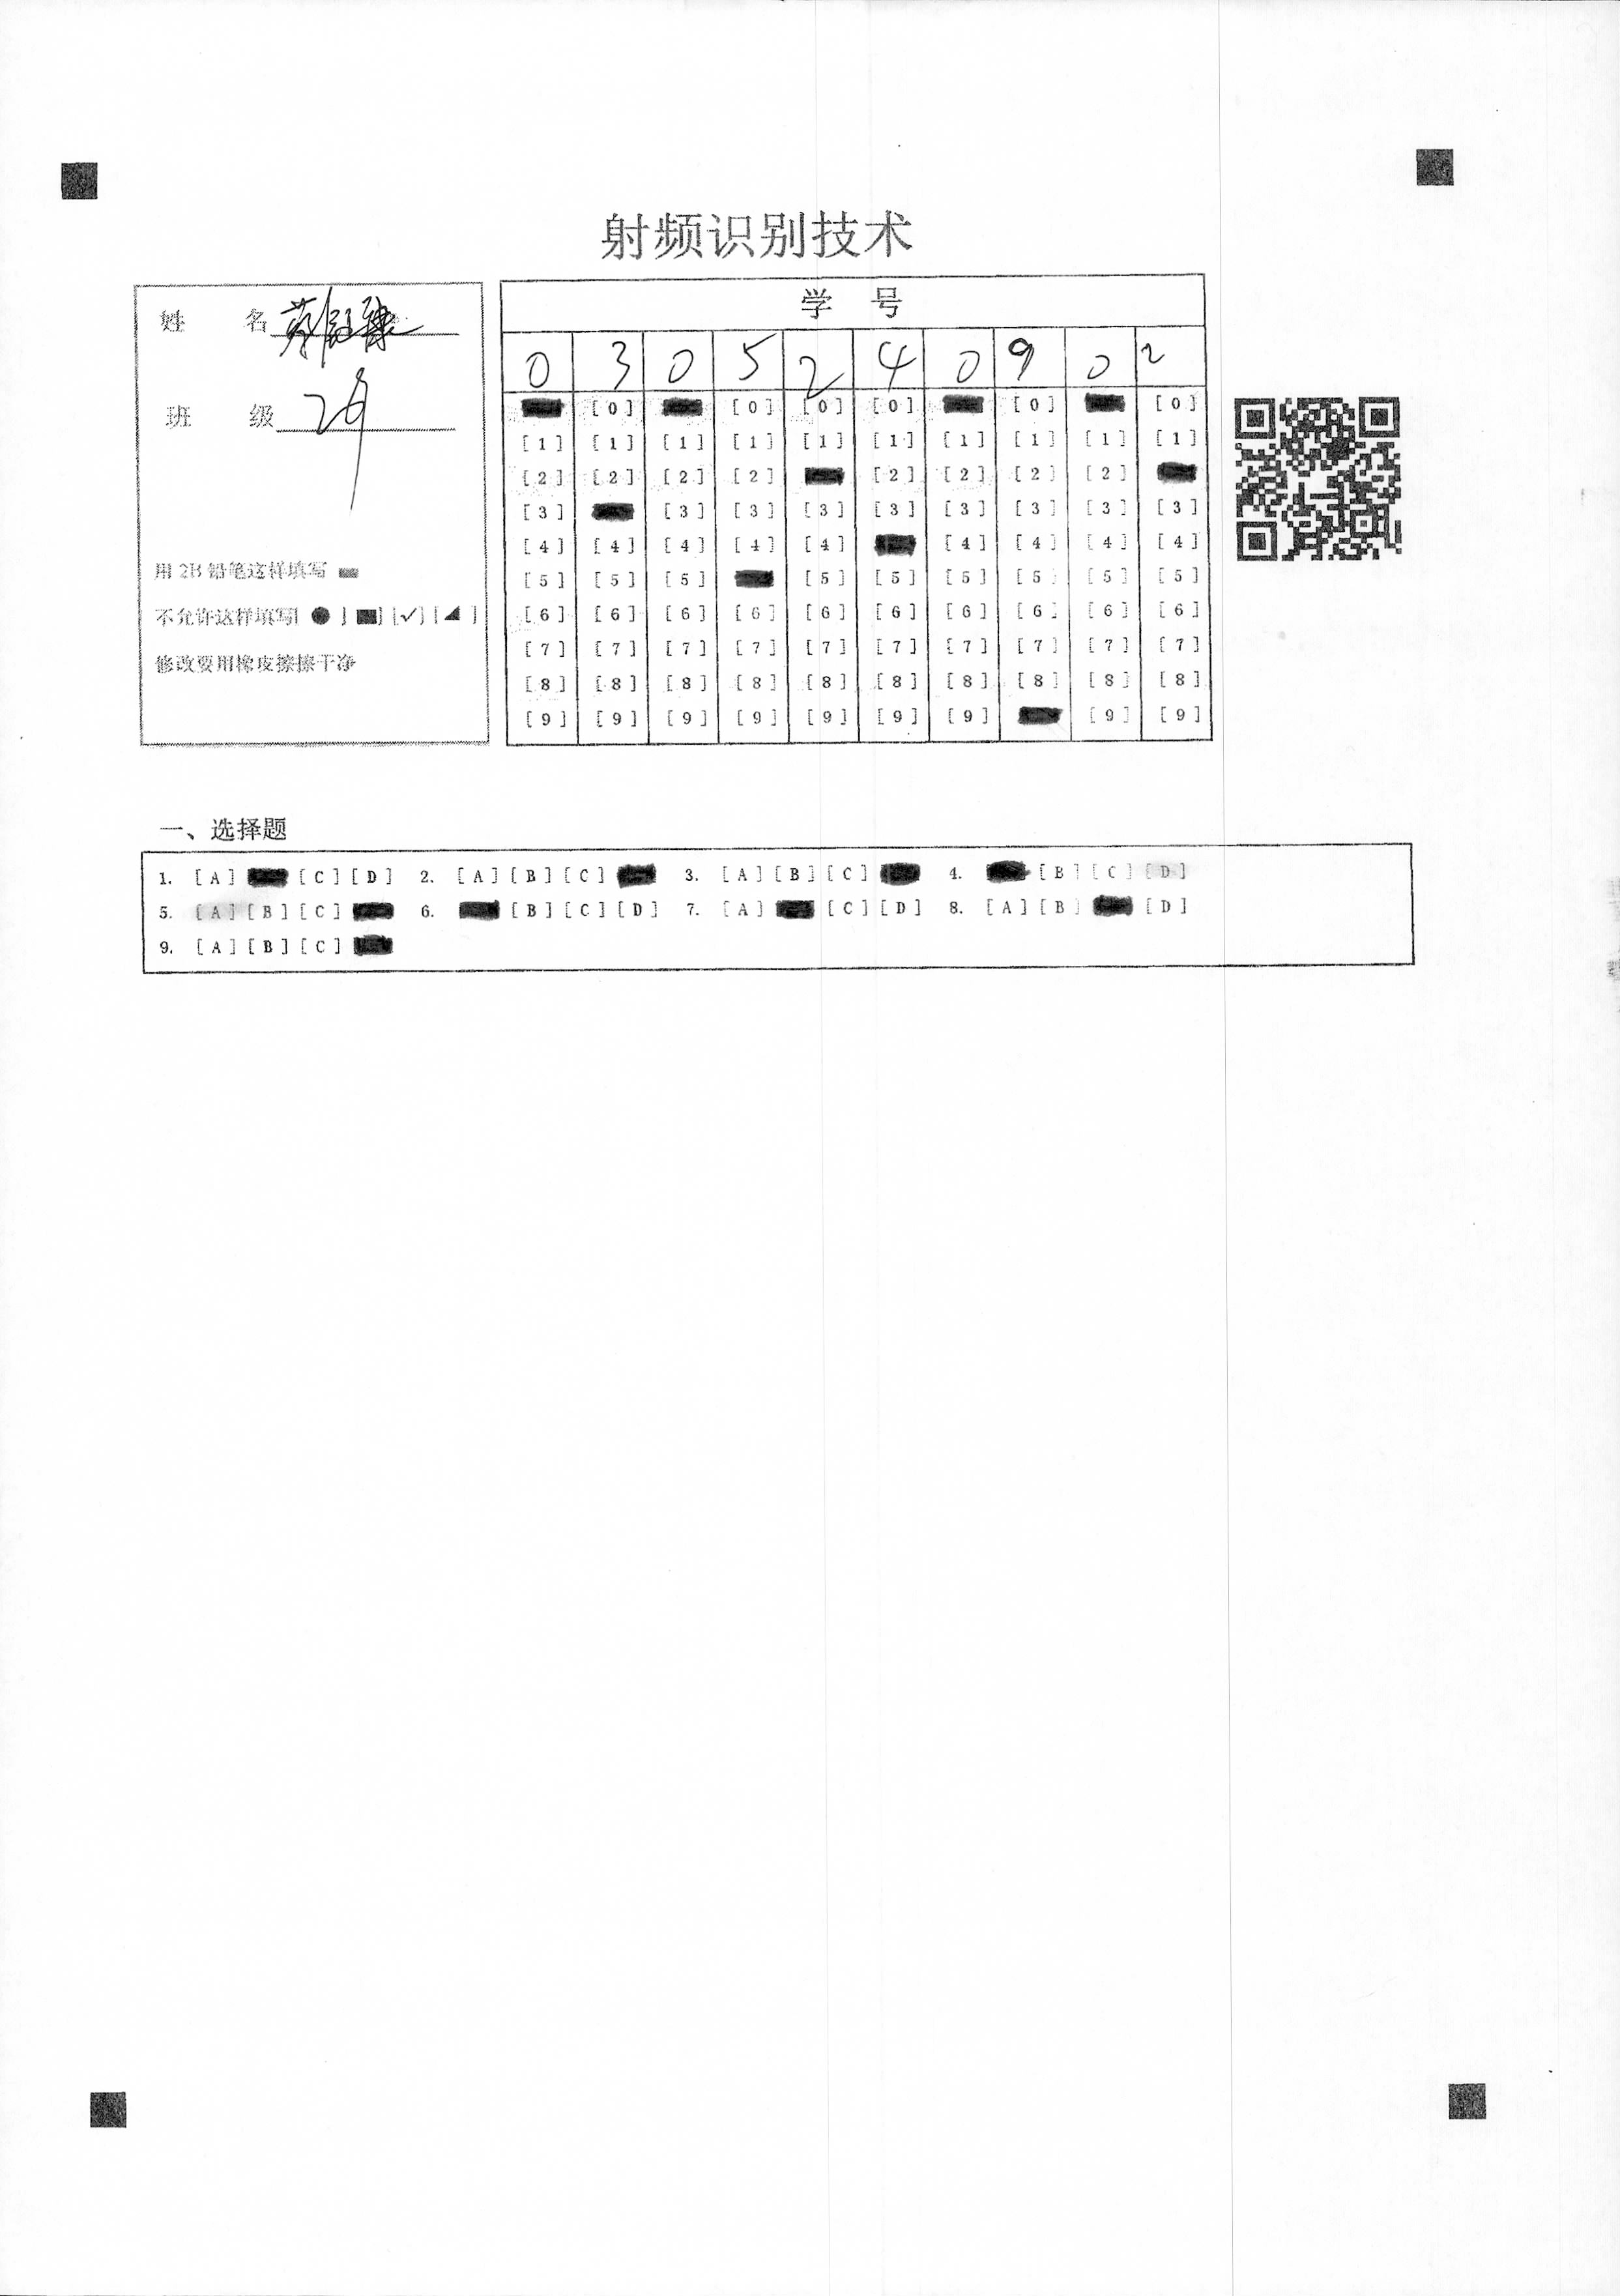 射频识别技术
姓 名
班 级 29
用 2B 铅笔这样填写
不允许这样填写[ ● ] [■] [✓] [◢ ]
修改要用橡皮擦擦干净
学 号
0 3 0 5 2 4 0 9 0 2
[0] [0] [0] [0] [0] [0]
[1] [1] [1] [1] [1] [1] [1] [1] [1] [1]
[2] [2] [2] [2] [2] [2] [2] [2]
[3] [3] [3] [3] [3] [3] [3] [3] [3]
[4] [4] [4] [4] [4] [4] [4] [4] [4]
[5] [5] [5] [5] [5] [5] [5] [5] [5]
[6] [6] [6] [6] [6] [6] [6] [6] [6] [6]
[7] [7] [7] [7] [7] [7] [7] [7] [7] [7]
[8] [8] [8] [8] [8] [8] [8] [8] [8] [8]
[9] [9] [9] [9] [9] [9] [9] [9] [9]
一、选择题
1. [A] [C] [D] 2. [A] [B] [C] 3. [A] [B] [C] 4. [B] [C] [D]
5. [A] [B] [C] 6. [B] [C] [D] 7. [A] [C] [D] 8. [A] [B] [D]
9. [A] [B] [C]